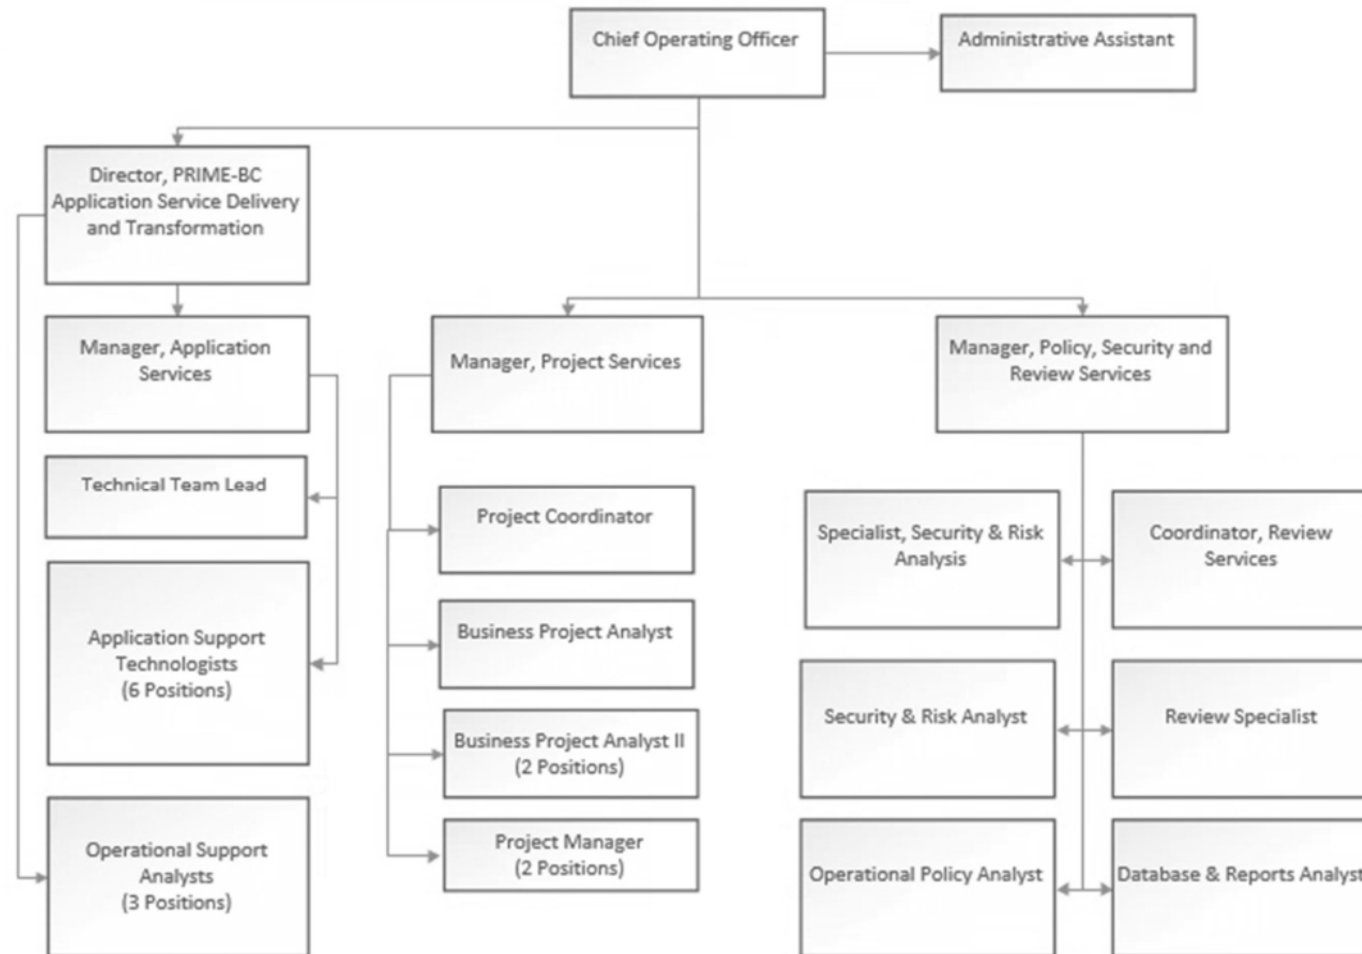 Chief Operating Officer
Administrative Assistant
Director, PRIME-BC
Application Service Delivery
and Transformation
Manager, Application
Services
Manager, Project Services
Manager, Policy, Security and
Review Services
Technical Team Lead
Project Coordinator
Specialist, Security & Risk
Analysis
Coordinator, Review
Services
Application Support
Technologists
(6 Positions)
Business Project Analyst
Security & Risk Analyst
Review Specialist
Business Project Analyst II
(2 Positions)
Operational Support
Analysts
(3 Positions)
Project Manager
(2 Positions)
Operational Policy Analyst
Database & Reports Analyst